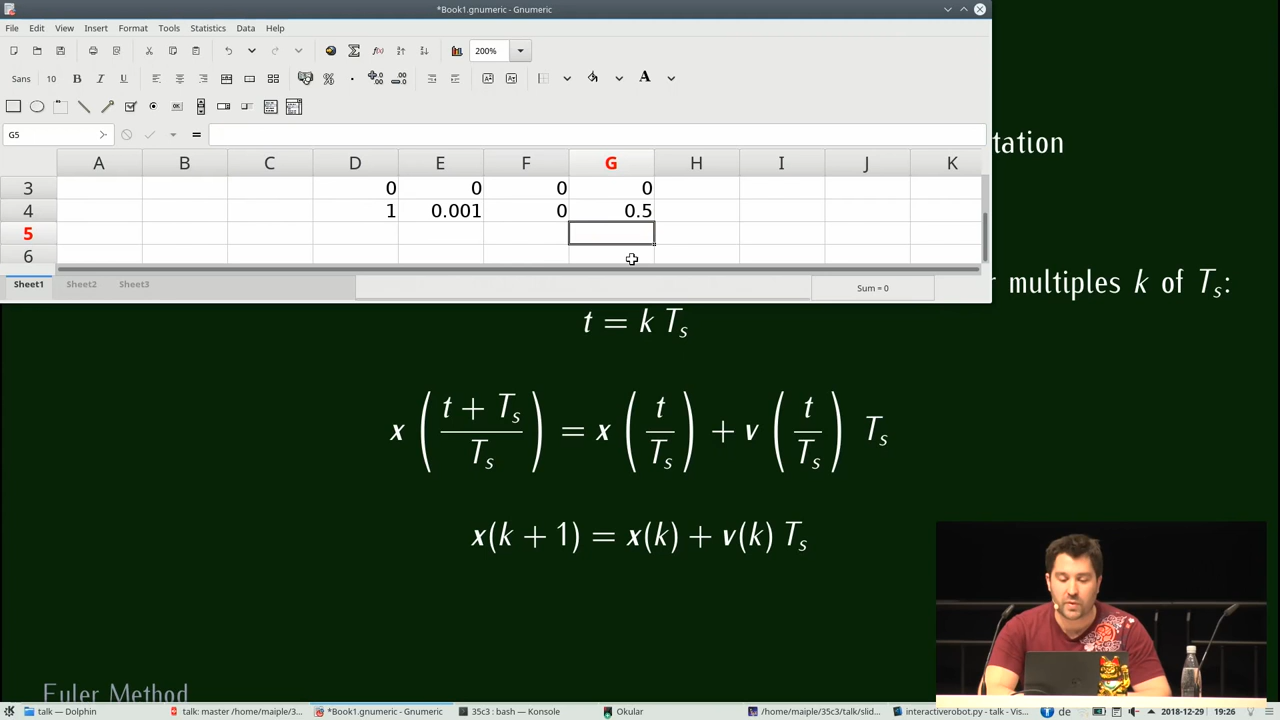 *Book1.gnumeric - Gnumeric
File Edit View Insert Format Tools Statistics Data Help
200%
Sans 10
G5
A B C D E F G H I J K
3 0 0 0 0
4 1 0.001 0 0.5
5
6
Sheet1 Sheet2 Sheet3 Sum = 0
tation
multiples k of Tₛ:
t = k Tₛ
x((t + Tₛ)/Tₛ) = x(t/Tₛ) + v(t/Tₛ) Tₛ
x(k + 1) = x(k) + v(k) Tₛ
Euler Method
talk — Dolphin talk: master /home/maiple/3... *Book1.gnumeric - Gnumeric 35c3 : bash — Konsole Okular /home/maiple/35c3/talk/slid... interactiverobot.py - talk - Vis... de 2018-12-29 19:26